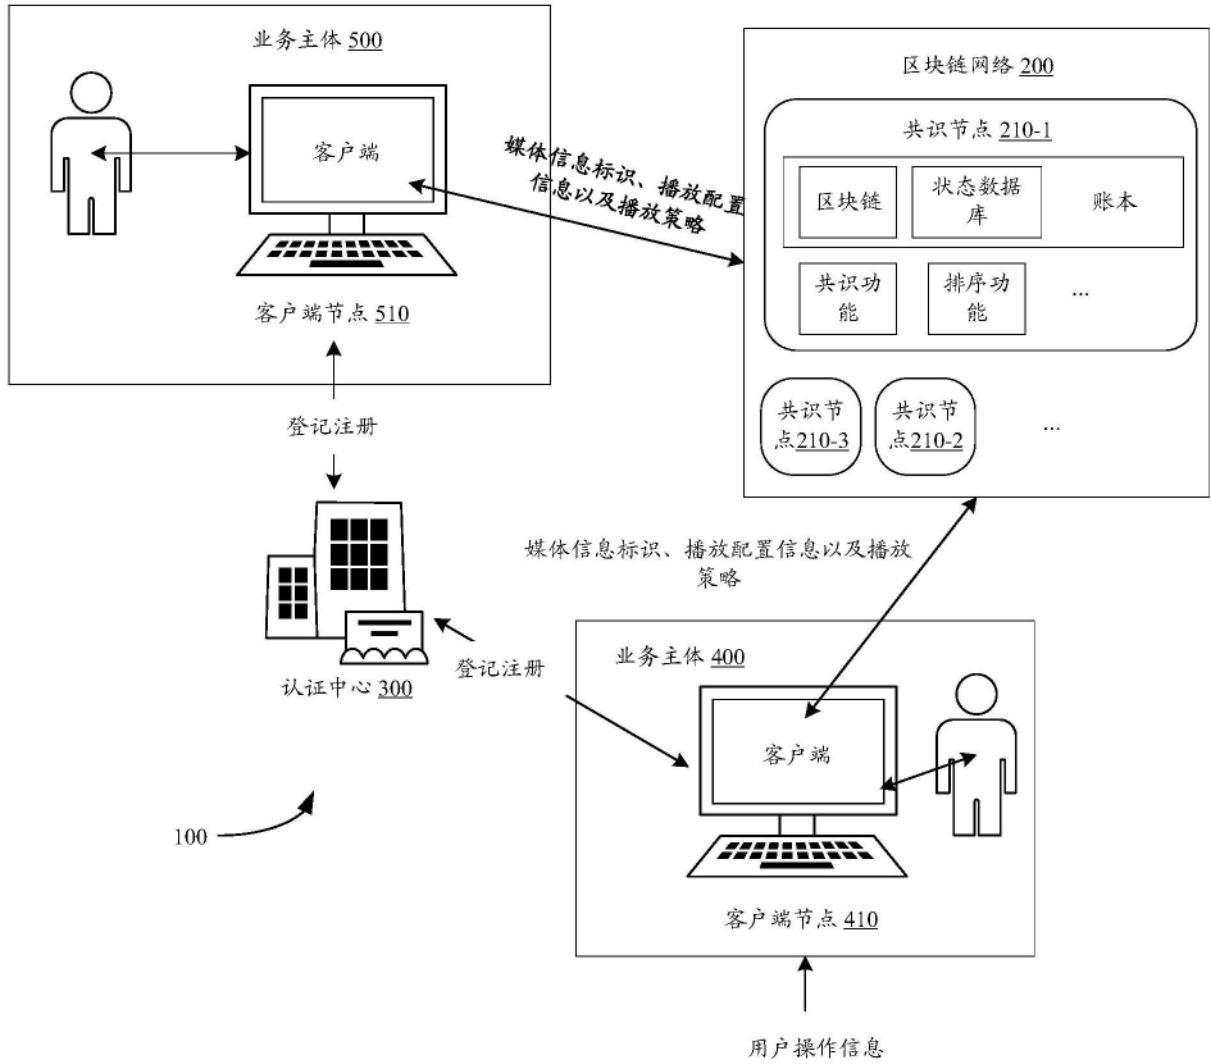 业务主体 500
客户端
客户端节点 510
媒体信息标识、播放配置
信息以及播放策略
区块链网络 200
共识节点 210-1
区块链
状态数据
库
账本
共识功
能
排序功
能
...
共识节
点210-3
共识节
点210-2
...
登记注册
认证中心 300
登记注册
媒体信息标识、播放配置信息以及播放
策略
业务主体 400
客户端
客户端节点 410
100
用户操作信息